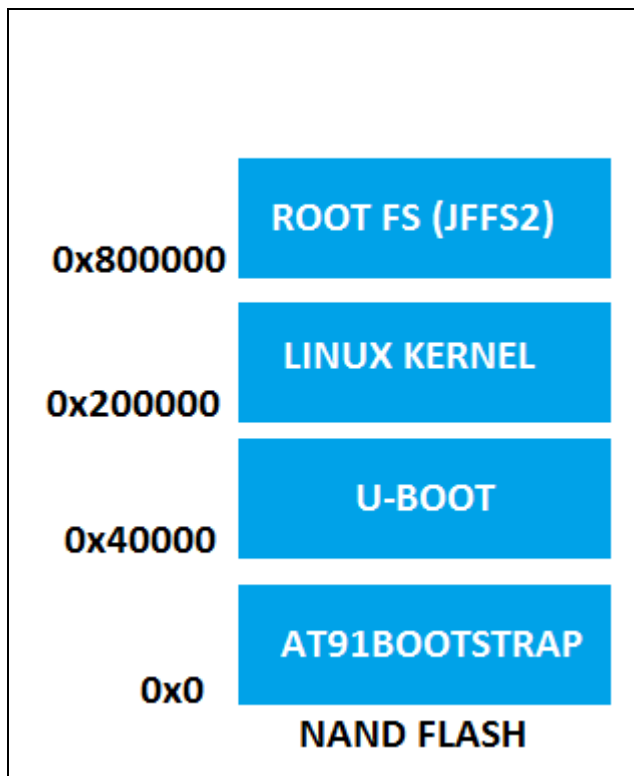 ROOT FS (JFFS2)
0x800000
LINUX KERNEL
0x200000
U-BOOT
0x40000
AT91BOOTSTRAP
0x0
NAND FLASH